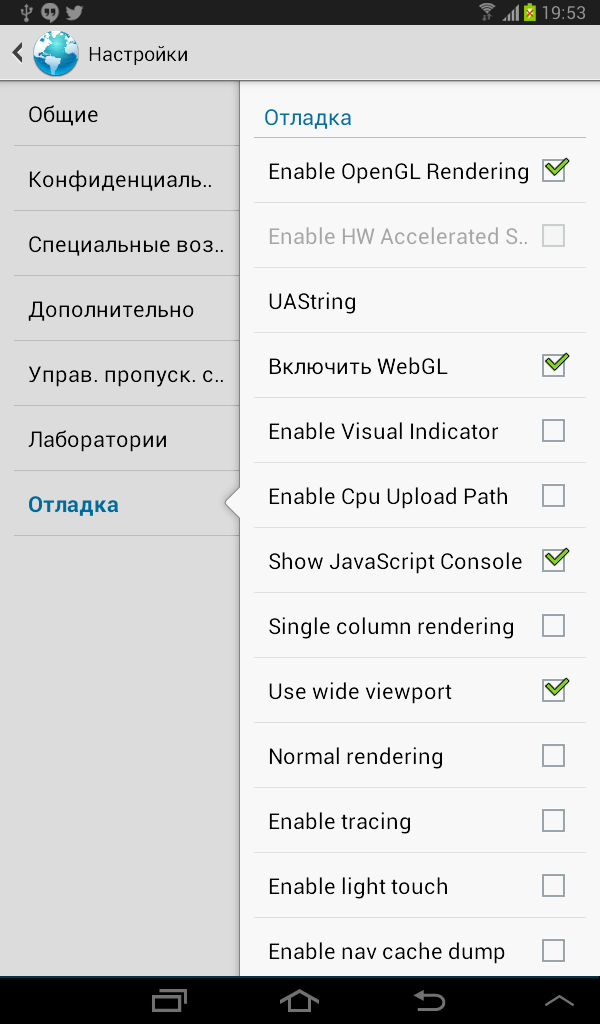 19:53
Настройки
Общие
Конфиденциаль..
Специальные воз..
Дополнительно
Управ. пропуск. с..
Лаборатории
Отладка
Отладка
Enable OpenGL Rendering
Enable HW Accelerated S..
UAString
Включить WebGL
Enable Visual Indicator
Enable Cpu Upload Path
Show JavaScript Console
Single column rendering
Use wide viewport
Normal rendering
Enable tracing
Enable light touch
Enable nav cache dump